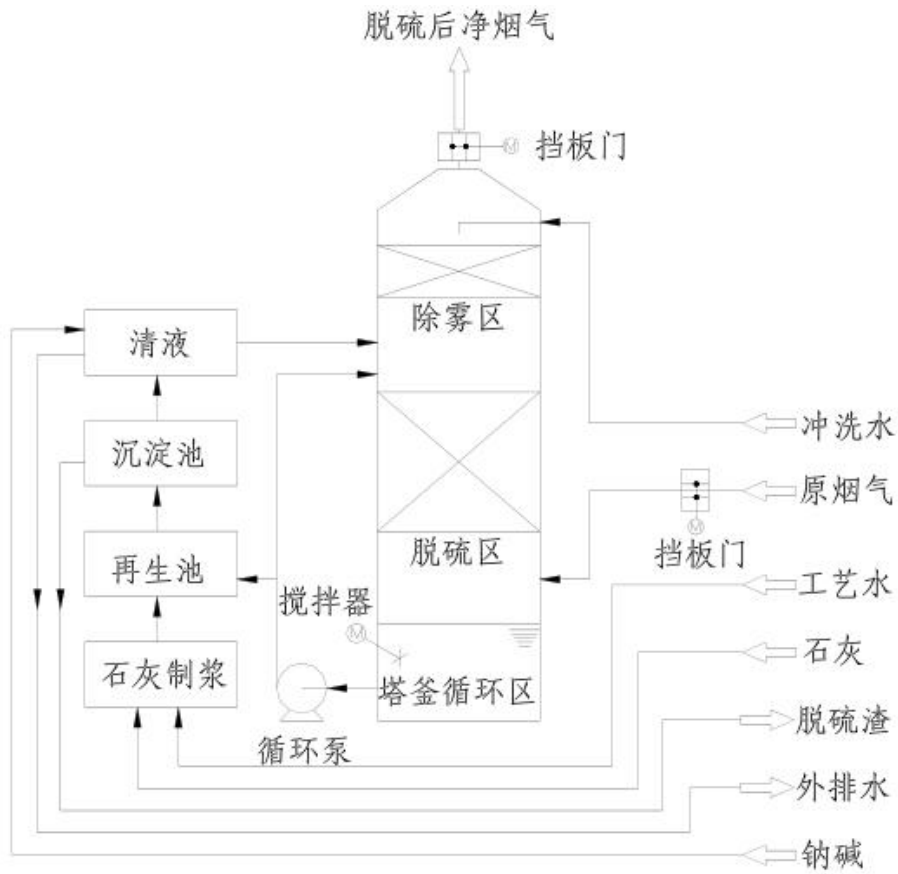 脱硫后净烟气
M
挡板门
除雾区
清液
冲洗水
沉淀池
原烟气
M
挡板门
脱硫区
再生池
工艺水
搅拌器
M
石灰
石灰制浆
塔釜循环区
脱硫渣
循环泵
外排水
钠碱